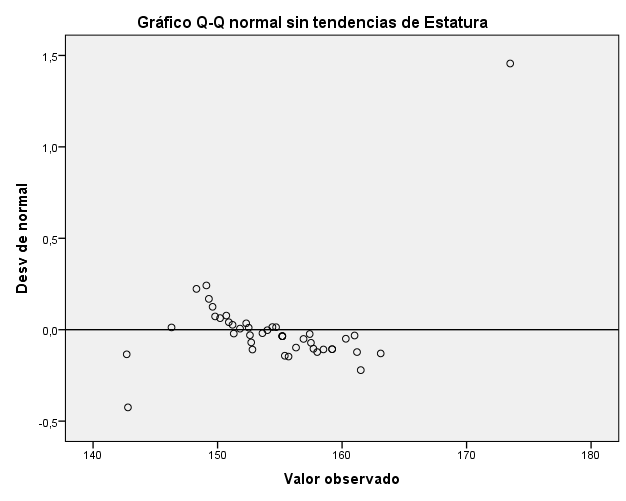 Gráfico Q-Q normal sin tendencias de Estatura
1,5
1,0
0,5
0,0
-0,5
Desv de normal
140 150 160 170 180
Valor observado